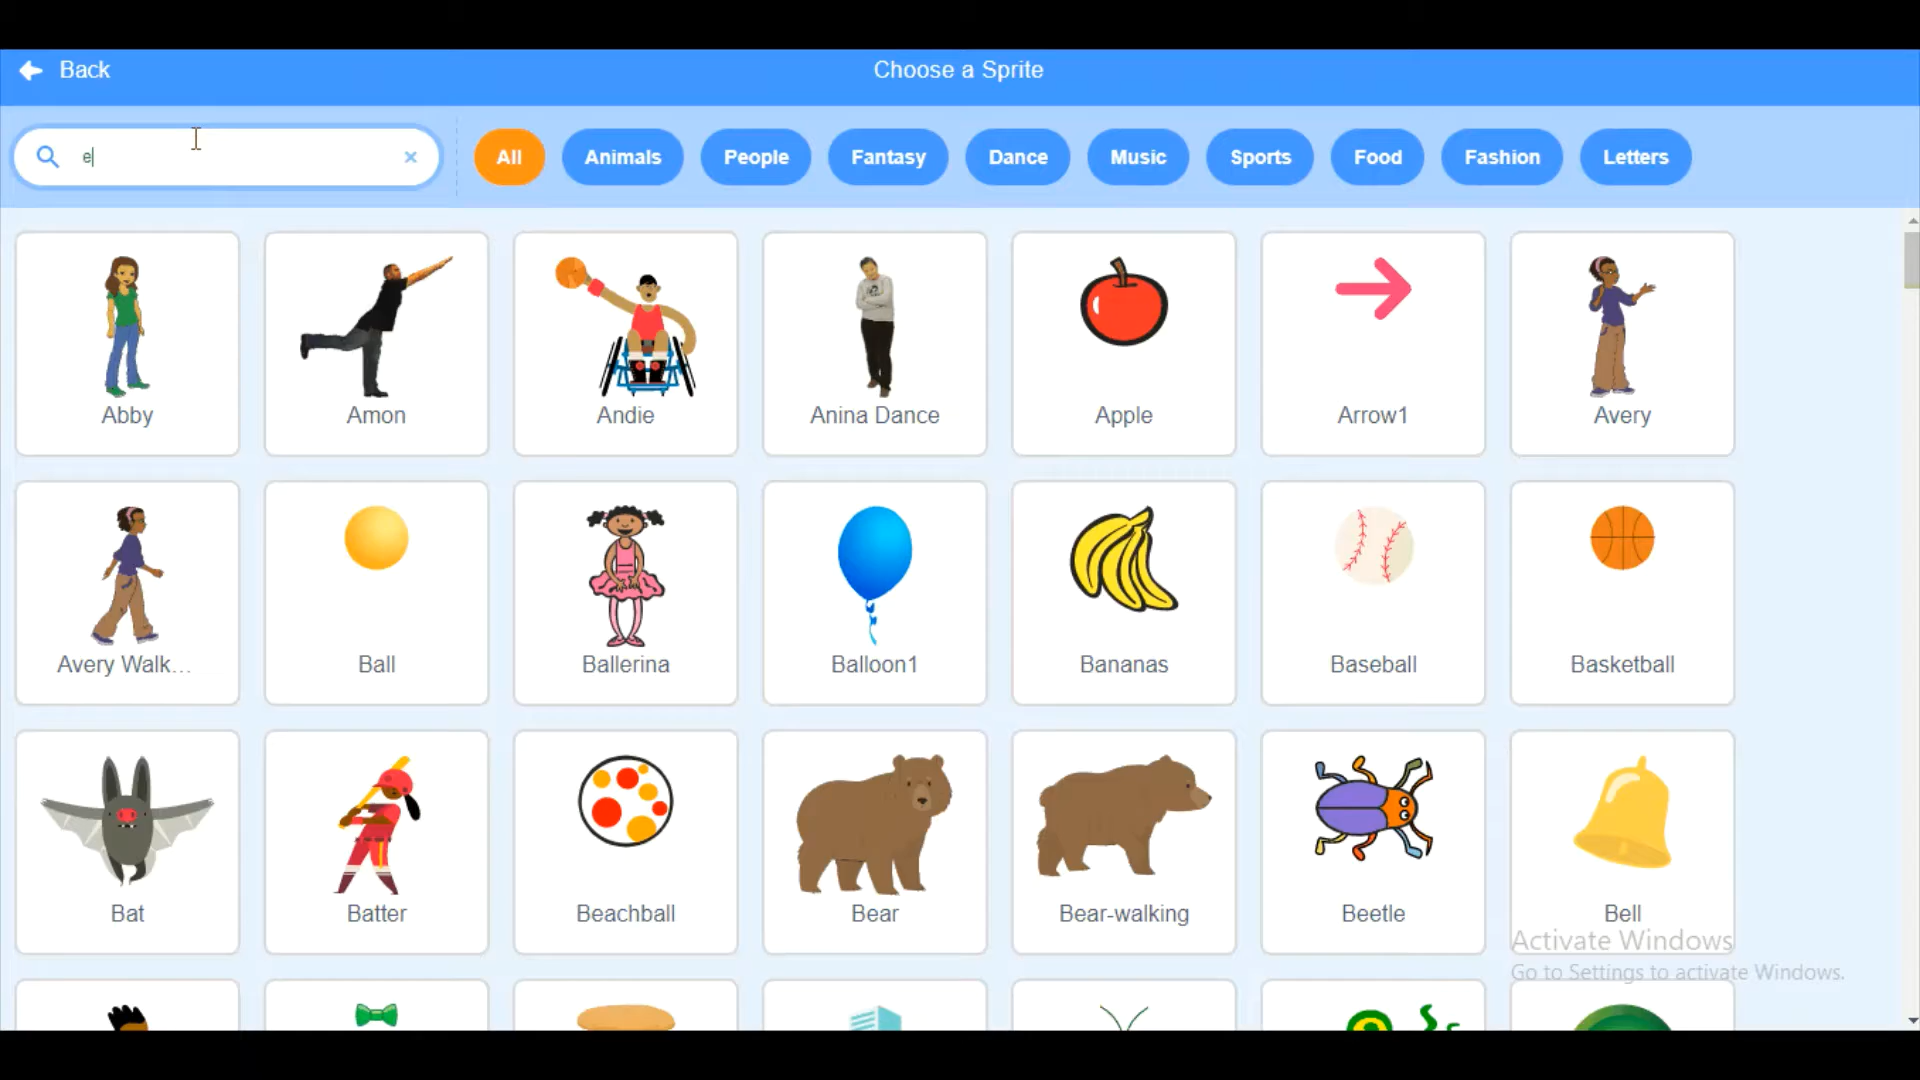 Back
Choose a Sprite
e
All
Animals
People
Fantasy
Dance
Music
Sports
Food
Fashion
Letters
Abby
Amon
Andie
Anina Dance
Apple
Arrow1
Avery
Avery Walk...
Ball
Ballerina
Balloon1
Bananas
Baseball
Basketball
Bat
Batter
Beachball
Bear
Bear-walking
Beetle
Bell
Activate Windows
Go to Settings to activate Windows.